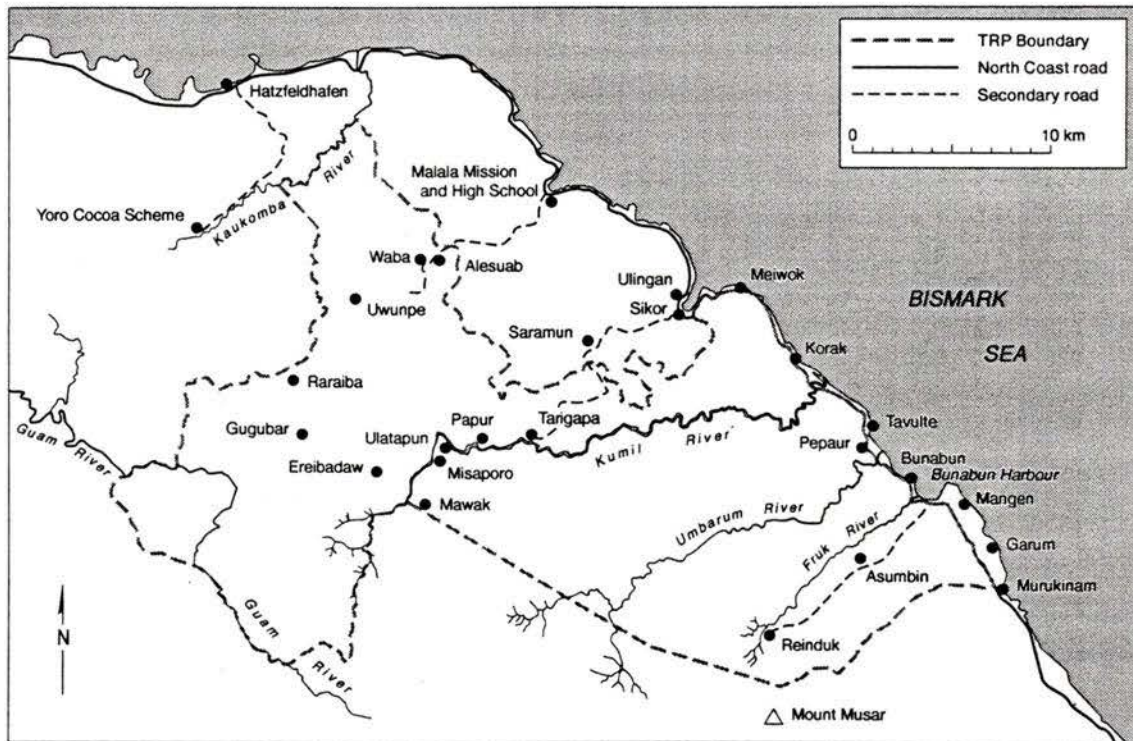 TRP Boundary
North Coast road
Secondary road
0 10 km
Hatzfeldhafen
Malala Mission
and High School
Kaukomba River
Yoro Cocoa Scheme
Waba
Alesuab
Uwunpe
Ulingan
Sikor
Meiwok
BISMARK
SEA
Saramun
Korak
Raraiba
Guam River
Gugubar
Papur
Tarigapa
Ulatapun
Kumil River
Tavulte
Pepaur
Ereibadaw
Misaporo
Bunabun
Bunabun Harbour
Mawak
Mangen
Umbarum River
Fruk River
Garum
Asumbin
Murukinam
N
Guam River
Reinduk
Mount Musar